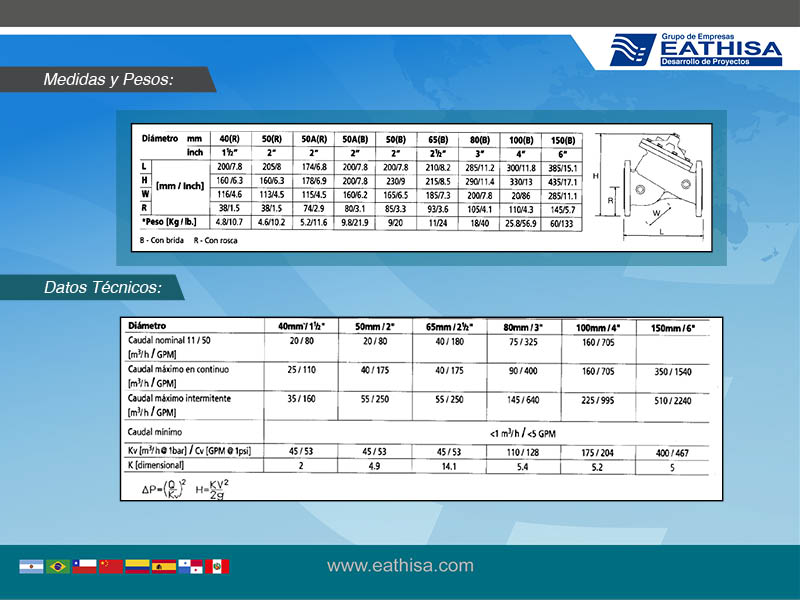 Grupo de Empresas
EATHISA
Desarrollo de Proyectos
Medidas y Pesos:
Diámetro mm 40(R) 50(R) 50A(R) 50A(B) 50(B) 65(B) 80(B) 100(B) 150(B)
inch 1½" 2" 2" 2" 2" 2½" 3" 4" 6"
L 200/7.8 205/8 174/6.8 200/7.8 200/7.8 210/8.2 285/11.2 300/11.8 385/15.1
H [mm / Inch] 160/6.3 160/6.3 178/6.9 200/7.8 230/9 215/8.5 290/11.4 330/13 435/17.1
W 116/4.6 113/4.5 115/4.5 160/6.2 165/6.5 185/7.3 200/7.8 20/86 285/11.1
R 38/1.5 38/1.5 74/2.9 80/3.1 85/3.3 93/3.6 105/4.1 110/4.3 145/5.7
*Peso [Kg / lb.] 4.8/10.7 4.6/10.2 5.2/11.6 9.8/21.9 9/20 11/24 18/40 25.8/56.9 60/133
B - Con brida R - Con rosca
H
R
W
L
Datos Técnicos:
Diámetro 40mm/1½" 50mm/2" 65mm/2½" 80mm/3" 100mm/4" 150mm/6"
Caudal nominal 11 / 50 20 / 80 20 / 80 40 / 180 75 / 325 160 / 705
[m³/h / GPM]
Caudal máximo en continuo 25 / 110 40 / 175 40 / 175 90 / 400 160 / 705 350 / 1540
[m³/h / GPM]
Caudal máximo intermitente 35 / 160 55 / 250 55 / 250 145 / 640 225 / 995 510 / 2240
[m³/h / GPM]
Caudal mínimo <1 m³/h / <5 GPM
Kv [m³/h @ 1bar] / Cv [GPM @ 1psi] 45 / 53 45 / 53 45 / 53 110 / 128 175 / 204 400 / 467
K [dimensional] 2 4.9 14.1 5.4 5.2 5
ΔP=(Q/Kv)² H=KV²/2g
www.eathisa.com